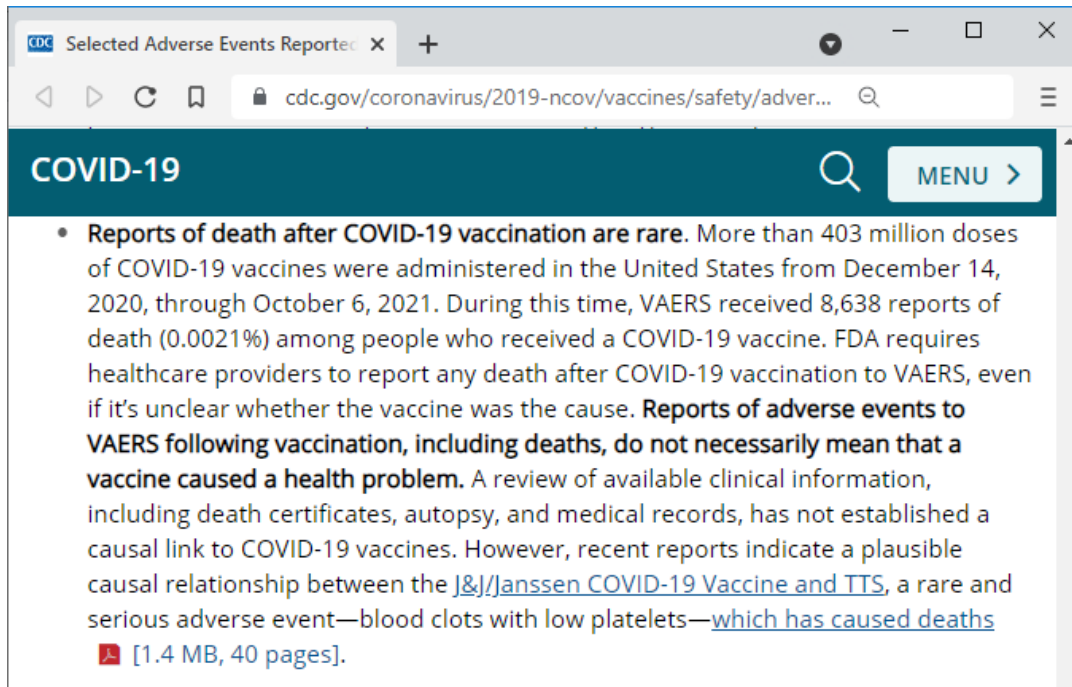 CDC Selected Adverse Events Reported
cdc.gov/coronavirus/2019-ncov/vaccines/safety/adver...
COVID-19
MENU
• Reports of death after COVID-19 vaccination are rare. More than 403 million doses
of COVID-19 vaccines were administered in the United States from December 14,
2020, through October 6, 2021. During this time, VAERS received 8,638 reports of
death (0.0021%) among people who received a COVID-19 vaccine. FDA requires
healthcare providers to report any death after COVID-19 vaccination to VAERS, even
if it's unclear whether the vaccine was the cause. Reports of adverse events to
VAERS following vaccination, including deaths, do not necessarily mean that a
vaccine caused a health problem. A review of available clinical information,
including death certificates, autopsy, and medical records, has not established a
causal link to COVID-19 vaccines. However, recent reports indicate a plausible
causal relationship between the J&J/Janssen COVID-19 Vaccine and TTS, a rare and
serious adverse event—blood clots with low platelets—which has caused deaths
[1.4 MB, 40 pages].